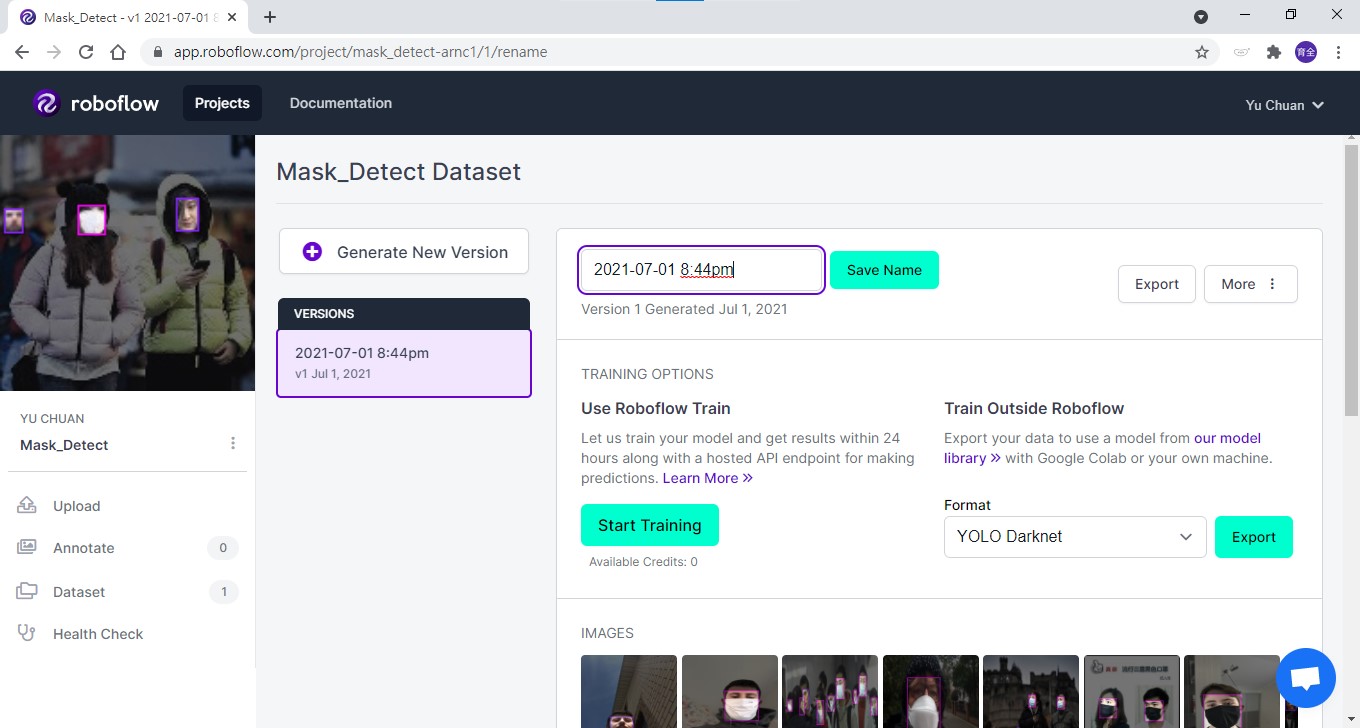 Mask_Detect - v1 2021-07-01 8
app.roboflow.com/project/mask_detect-arnc1/1/rename
育全
roboflow
Projects
Documentation
Yu Chuan
Mask_Detect Dataset
Generate New Version
VERSIONS
2021-07-01 8:44pm
v1 Jul 1, 2021
2021-07-01 8:44pm
Save Name
Version 1 Generated Jul 1, 2021
Export
More
YU CHUAN
Mask_Detect
Upload
Annotate 0
Dataset 1
Health Check
TRAINING OPTIONS
Use Roboflow Train
Let us train your model and get results within 24
hours along with a hosted API endpoint for making
predictions. Learn More »
Start Training
Available Credits: 0
Train Outside Roboflow
Export your data to use a model from our model
library » with Google Colab or your own machine.
Format
YOLO Darknet
Export
IMAGES